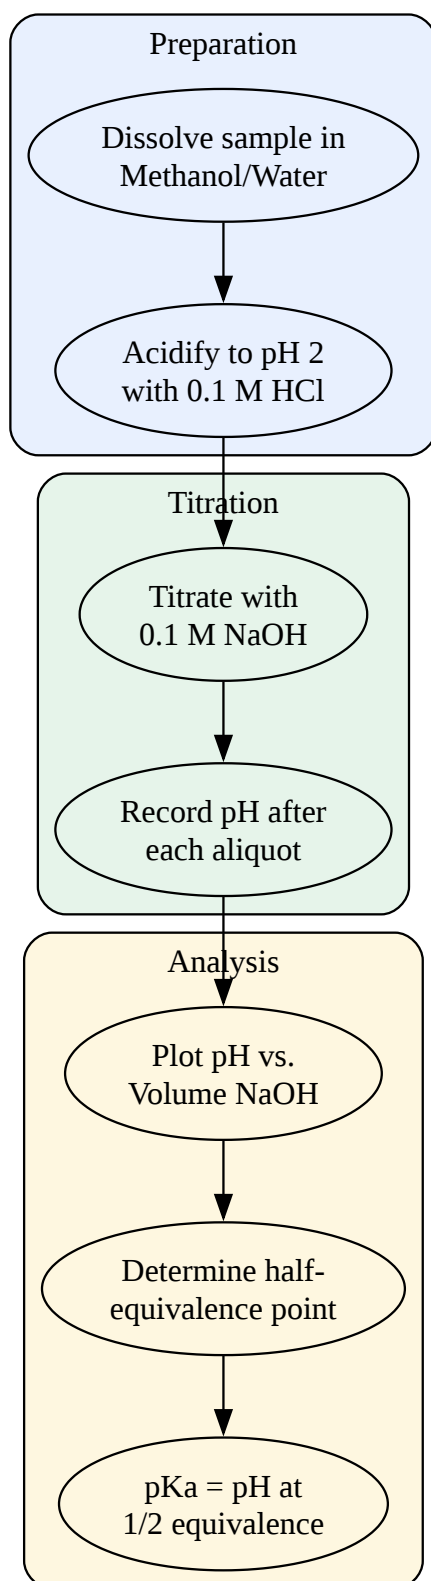 Preparation
Dissolve sample in
Methanol/Water
Acidify to pH 2
with 0.1 M HCl
Titration
Titrate with
0.1 M NaOH
Record pH after
each aliquot
Analysis
Plot pH vs.
Volume NaOH
Determine half-
equivalence point
pKa = pH at
1/2 equivalence